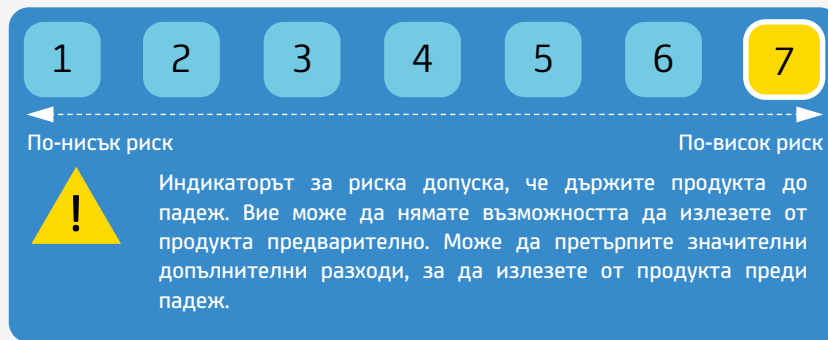 1 2 3 4 5 6 7
По-нисък риск По-висок риск
!
Индикаторът за риска допуска, че държите продукта до
падеж. Вие може да нямате възможността да излезете от
продукта предварително. Може да претърпите значителни
допълнителни разходи, за да излезете от продукта преди
падеж.